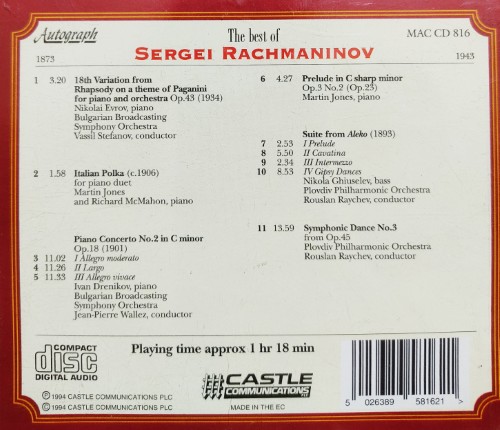 Autograph
The best of
MAC CD 816
SERGEI RACHMANINOV
1873
1943
1 3.20 18th Variation from
Rhapsody on a theme of Paganini
for piano and orchestra Op.43 (1934)
Nikolai Evrov, piano
Bulgarian Broadcasting
Symphony Orchestra
Vassil Stefanov, conductor
2 1.58 Italian Polka (c.1906)
for piano duet
Martin Jones
and Richard McMahon, piano
Piano Concerto No.2 in C minor
Op.18 (1901)
3 11.02 I Allegro moderato
4 11.26 II Largo
5 11.33 III Allegro vivace
Ivan Drenikov, piano
Bulgarian Broadcasting
Symphony Orchestra
Jean-Pierre Wallez, conductor
6 4.27 Prelude in C sharp minor
Op.3 No.2 (Op.23)
Martin Jones, piano
Suite from Aleko (1893)
7 2.53 I Prelude
8 5.50 II Cavatina
9 2.34 III Intermezzo
10 8.53 IV Gipsy Dances
Nikola Ghiuselev, bass
Plovdiv Philharmonic Orchestra
Rouslan Raychev, conductor
11 13.59 Symphonic Dance No.3
from Op.45
Plovdiv Philharmonic Orchestra
Rouslan Raychev, conductor
COMPACT
disc
DIGITAL AUDIO
Playing time approx 1 hr 18 min
CASTLE
COMMUNICATIONS
MADE IN THE EC
Ⓟ 1994 CASTLE COMMUNICATIONS PLC
© 1994 CASTLE COMMUNICATIONS PLC
5 026389 581621 >